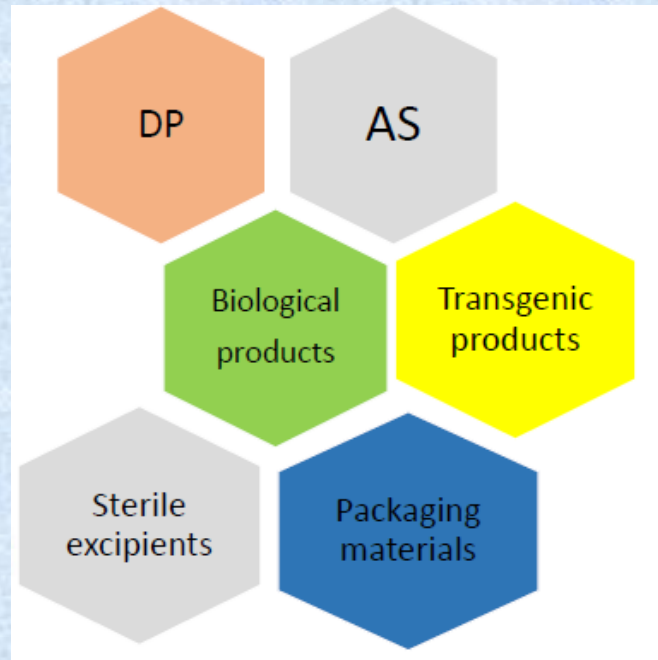 DP
AS
Biological
products
Transgenic
products
Sterile
excipients
Packaging
materials